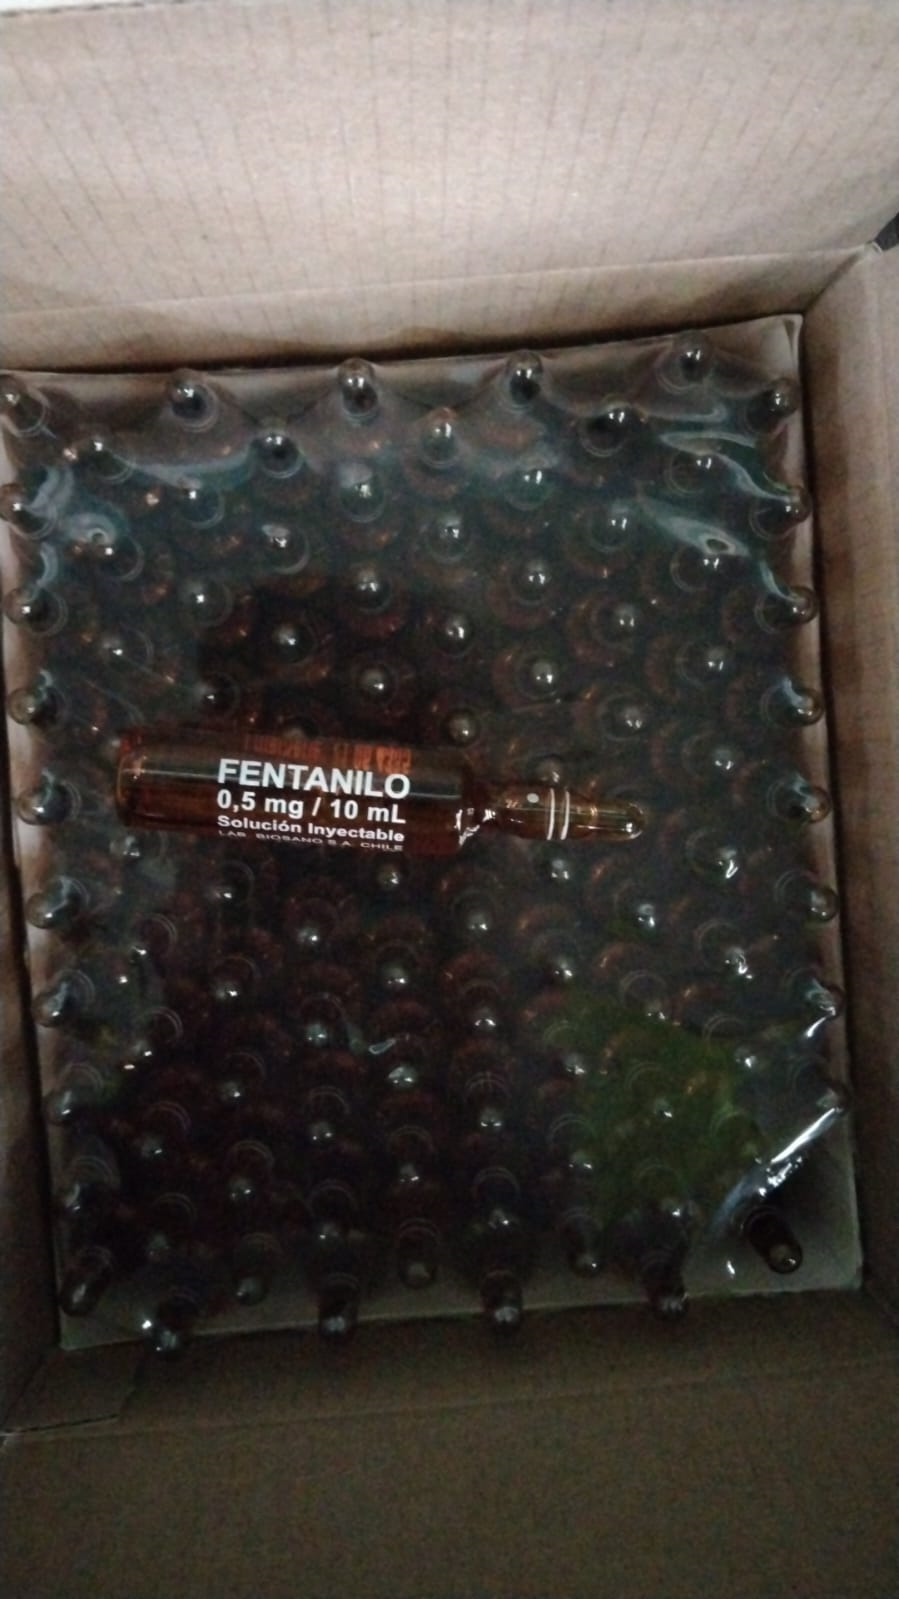 FENTANILO
0,5 mg / 10 mL
Solución Inyectable
LAB. BIOSANO S.A. CHILE